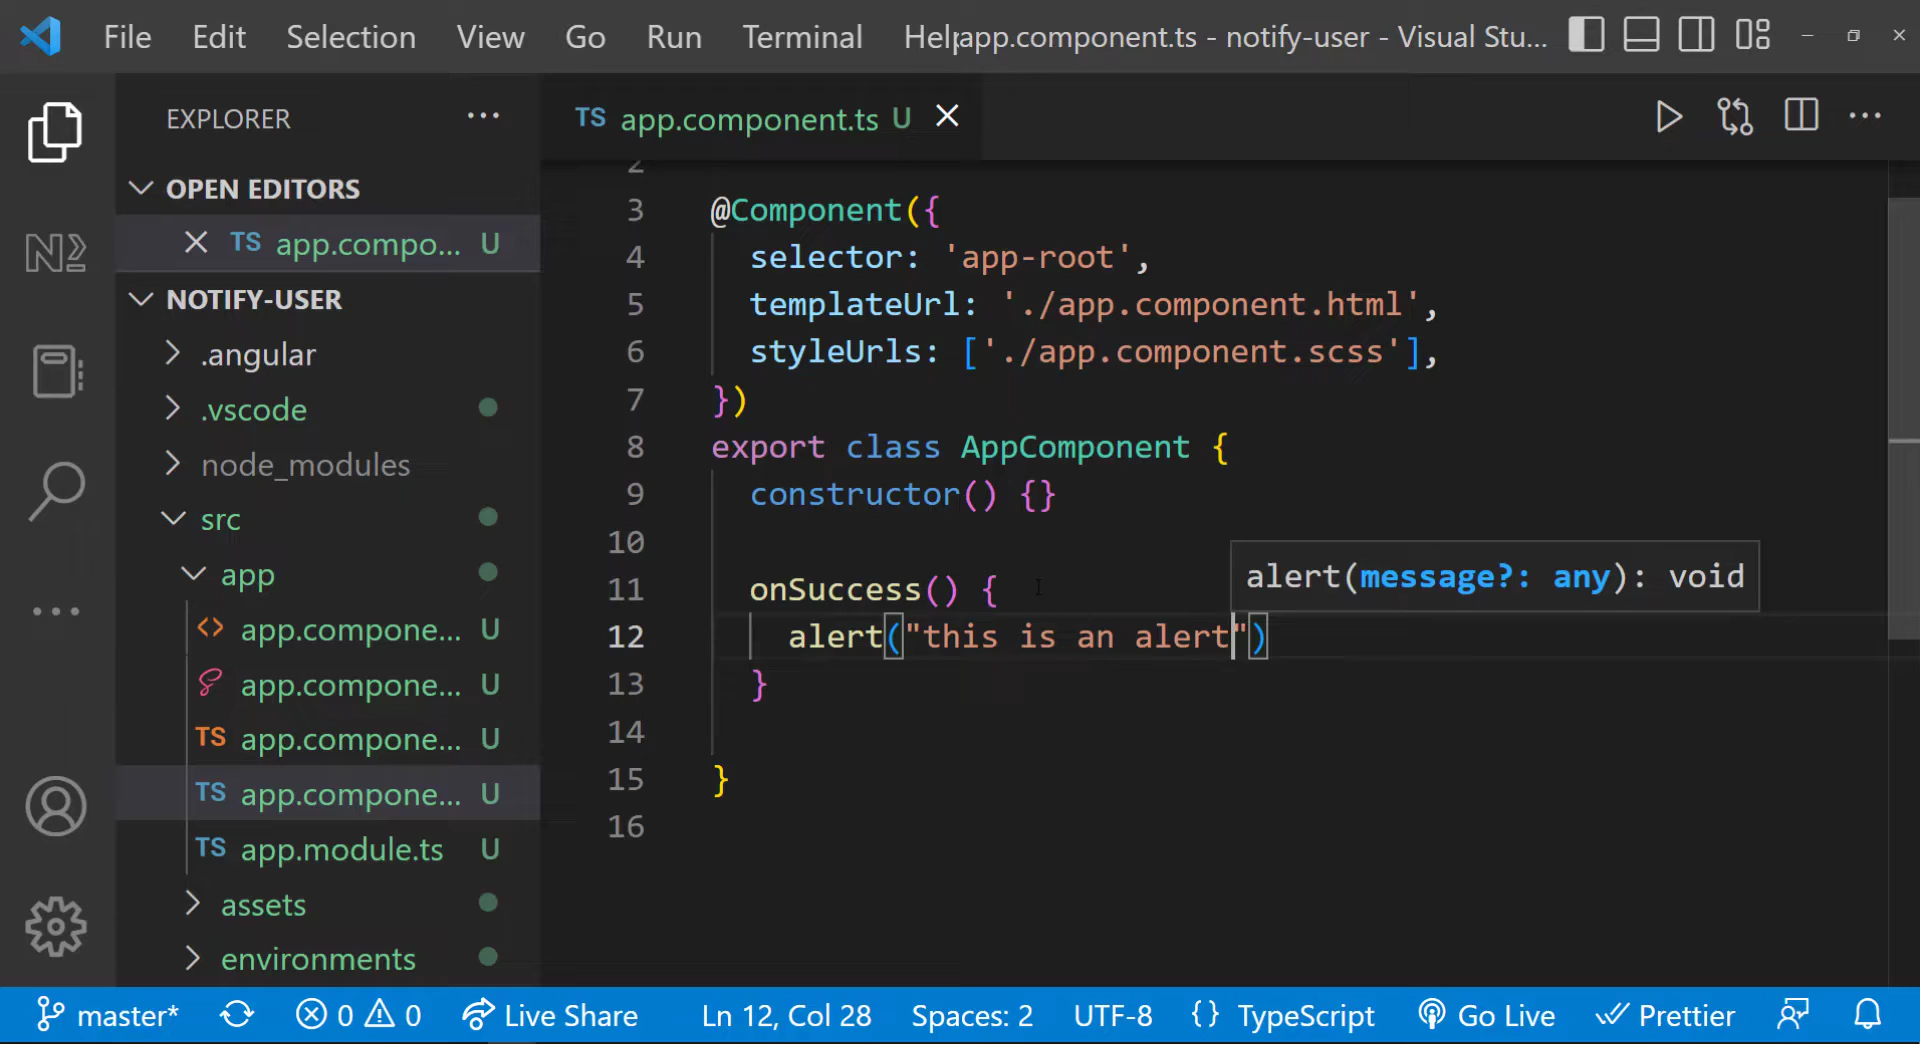 File Edit Selection View Go Run Terminal Help
app.component.ts - notify-user - Visual Stu...
EXPLORER ...
OPEN EDITORS
TS app.compo... U
NOTIFY-USER
.angular
.vscode
node_modules
src
app
app.compone... U
app.compone... U
TS app.compone... U
TS app.compone... U
TS app.module.ts U
assets
environments
TS app.component.ts U
2
3 @Component({
4 selector: 'app-root',
5 templateUrl: './app.component.html',
6 styleUrls: ['./app.component.scss'],
7 })
8 export class AppComponent {
9 constructor() {}
10
11 onSuccess() {
alert(message?: any): void
12 alert("this is an alert")
13 }
14
15 }
16
master* 0 0 Live Share Ln 12, Col 28 Spaces: 2 UTF-8 {} TypeScript Go Live Prettier